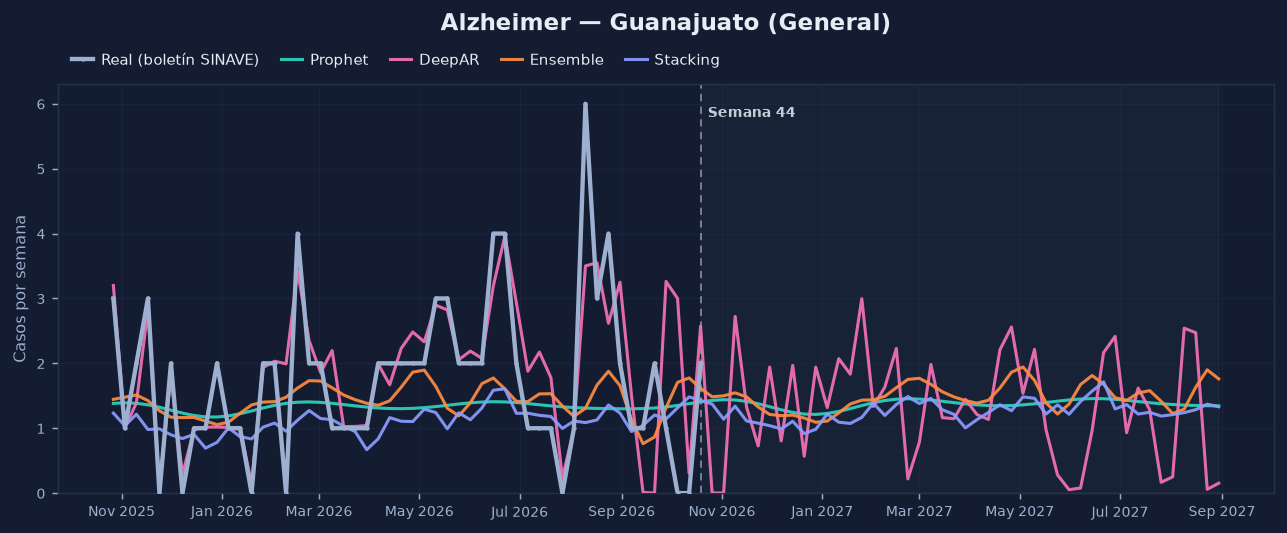 Alzheimer — Guanajuato (General)
Real (boletín SINAVE) Prophet DeepAR Ensemble Stacking
Semana 44
Casos por semana
6
5
4
3
2
1
0
Nov 2025 Jan 2026 Mar 2026 May 2026 Jul 2026 Sep 2026 Nov 2026 Jan 2027 Mar 2027 May 2027 Jul 2027 Sep 2027